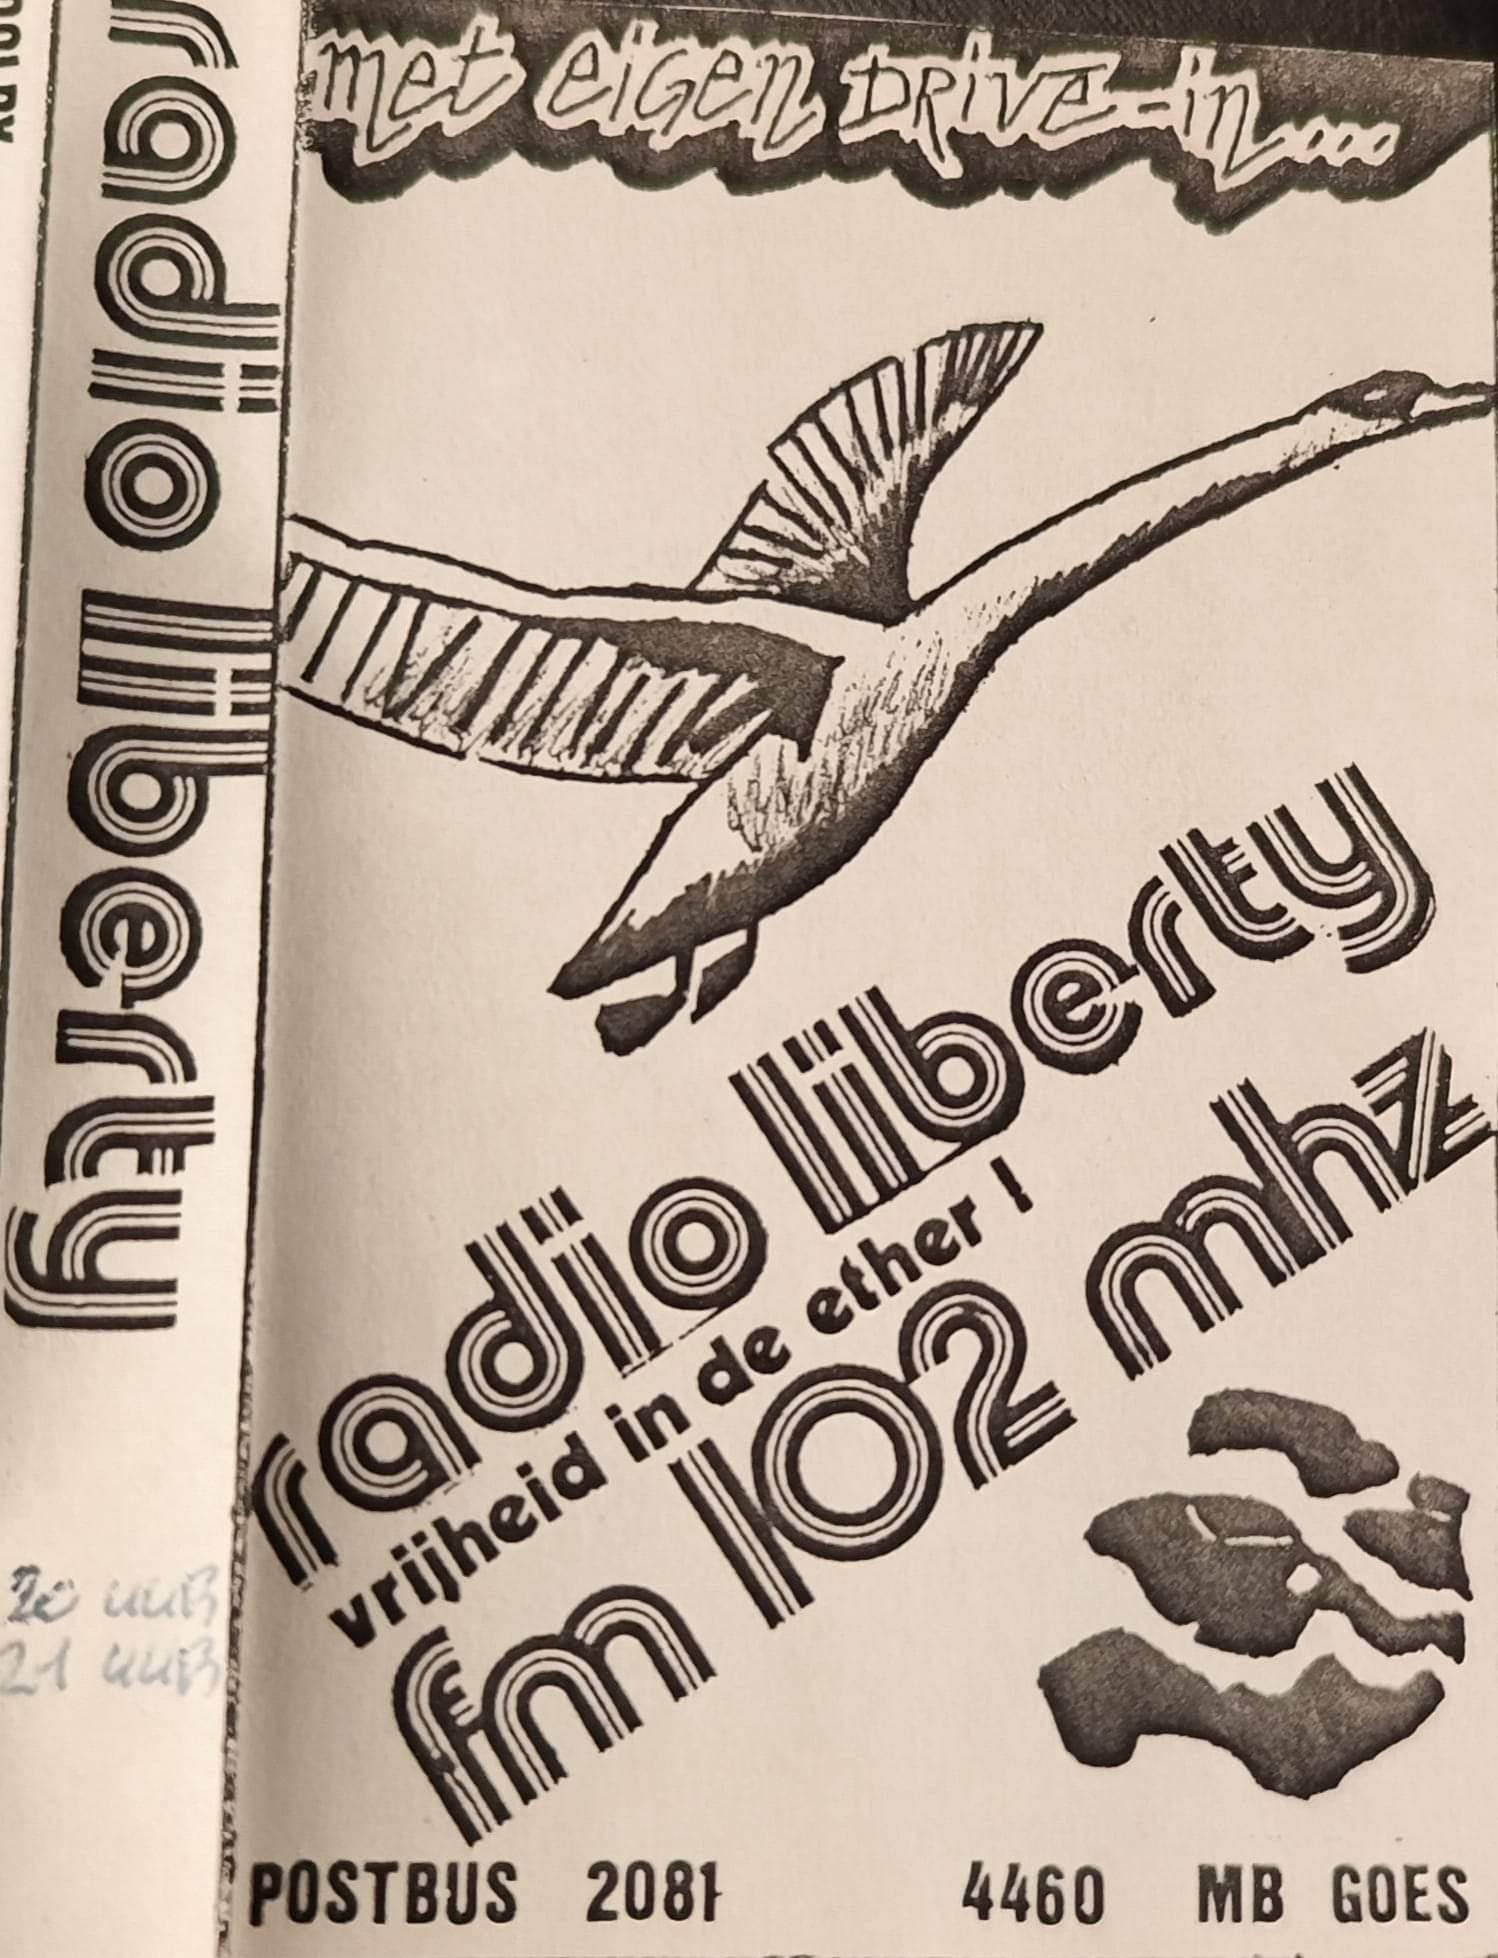 met eigen DRIVE-in....
radio liberty
radio liberty
vrijheid in de ether !
fm 102 mhz
20 uur
21 uur
POSTBUS 2081 4460 MB GOES